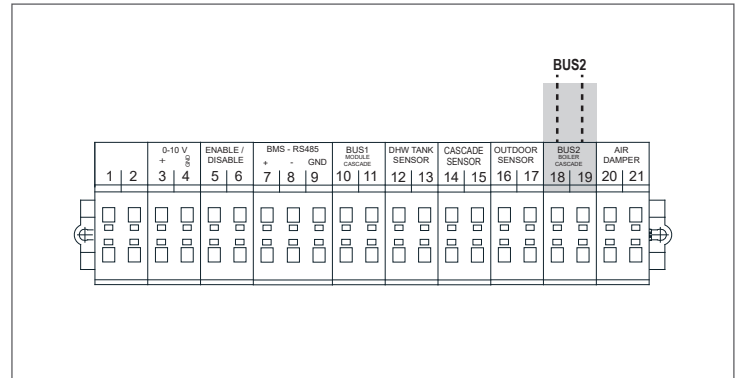 BUS2
0-10 V ENABLE / BMS - RS485 BUS1 DHW TANK CASCADE OUTDOOR BUS2 AIR
+ GND DISABLE + - GND MODULE CASCADE SENSOR SENSOR SENSOR BOILER CASCADE DAMPER
1 2 3 4 5 6 7 8 9 10 11 12 13 14 15 16 17 18 19 20 21